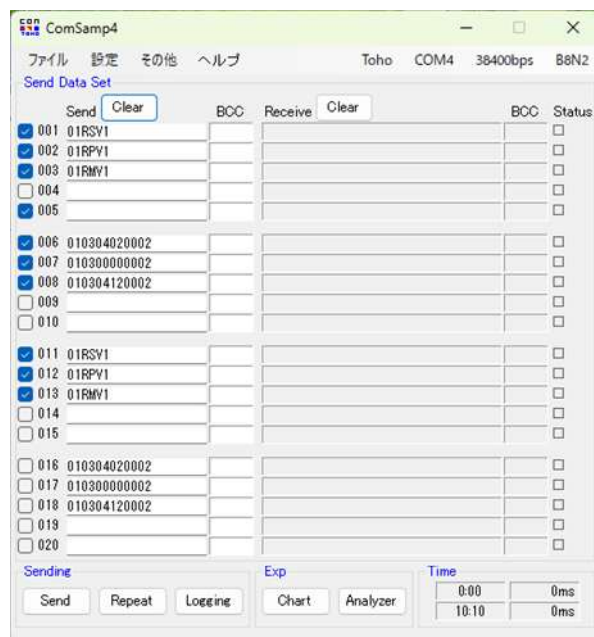 con ComSamp4
TOHO
ファイル 設定 その他 ヘルプ Toho COM4 38400bps B8N2
Send Data Set
Send Clear BCC Receive Clear BCC Status
001 01RSV1
002 01RPV1
003 01RMV1
004
005
006 010304020002
007 010300000002
008 010304120002
009
010
011 01RSV1
012 01RPV1
013 01RMV1
014
015
016 010304020002
017 010300000002
018 010304120002
019
020
Sending Exp Time
Send Repeat Logging Chart Analyzer 0:00 0ms
10:10 0ms